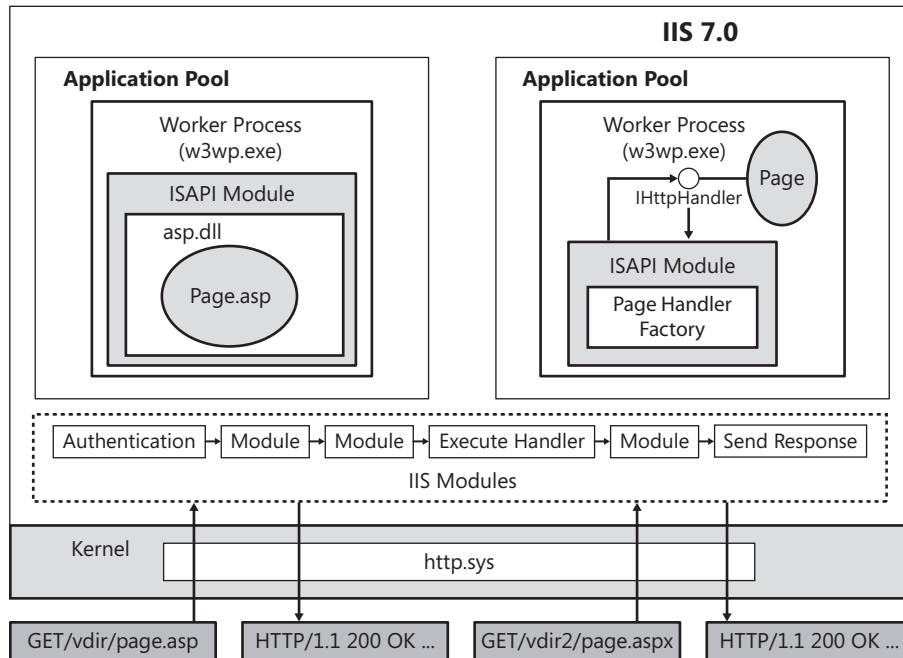 IIS 7.0
Application Pool
Worker Process
(w3wp.exe)
ISAPI Module
asp.dll
Page.asp
Application Pool
Worker Process
(w3wp.exe)
Page
IHttpHandler
ISAPI Module
Page Handler
Factory
Authentication
Module
Module
Execute Handler
Module
Send Response
IIS Modules
Kernel
http.sys
GET/vdir/page.asp
HTTP/1.1 200 OK ...
GET/vdir2/page.aspx
HTTP/1.1 200 OK ...